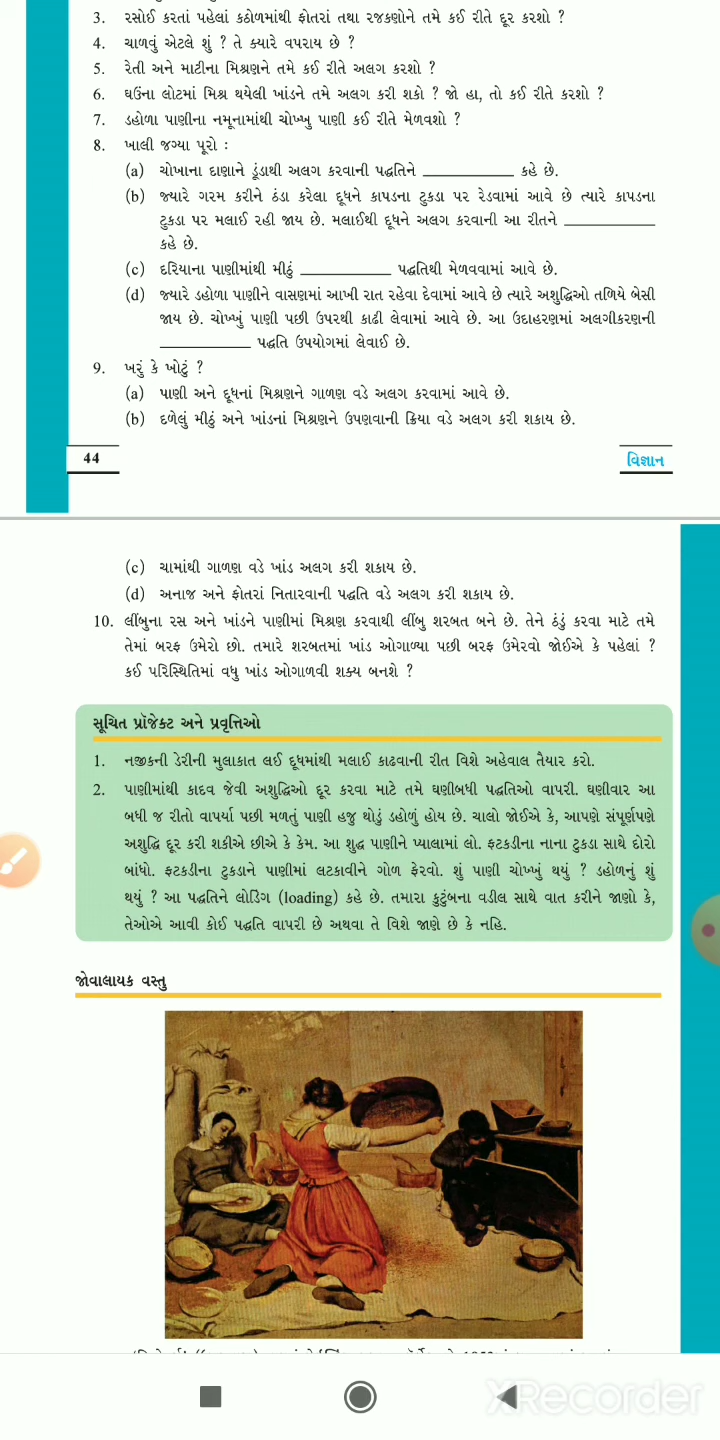 3. રસોઈ કરતાં પહેલાં કઠોળમાંથી ફોતરાં તથા રજકણોને તમે કઈ રીતે દૂર કરશો ?
4. ચાળવું એટલે શું ? તે ક્યારે વપરાય છે ?
5. રેતી અને માટીના મિશ્રણને તમે કઈ રીતે અલગ કરશો ?
6. ઘઉંના લોટમાં મિશ્ર થયેલી ખાંડને તમે અલગ કરી શકો ? જો હા, તો કઈ રીતે કરશો ?
7. ડહોળા પાણીના નમૂનામાંથી ચોખ્ખુ પાણી કઈ રીતે મેળવશો ?
8. ખાલી જગ્યા પૂરો :
(a) ચોખાના દાણાને ડૂંડાથી અલગ કરવાની પદ્ધતિને ____________ કહે છે.
(b) જ્યારે ગરમ કરીને ઠંડા કરેલા દૂધને કાપડના ટુકડા પર રેડવામાં આવે છે ત્યારે કાપડના
ટુકડા પર મલાઈ રહી જાય છે. મલાઈથી દૂધને અલગ કરવાની આ રીતને ____________
કહે છે.
(c) દરિયાના પાણીમાંથી મીઠું ____________ પદ્ધતિથી મેળવવામાં આવે છે.
(d) જ્યારે ડહોળા પાણીને વાસણમાં આખી રાત રહેવા દેવામાં આવે છે ત્યારે અશુદ્ધિઓ તળિયે બેસી
જાય છે. ચોખ્ખું પાણી પછી ઉપરથી કાઢી લેવામાં આવે છે. આ ઉદાહરણમાં અલગીકરણની
____________ પદ્ધતિ ઉપયોગમાં લેવાઈ છે.
9. ખરું કે ખોટું ?
(a) પાણી અને દૂધનાં મિશ્રણને ગાળણ વડે અલગ કરવામાં આવે છે.
(b) દળેલું મીઠું અને ખાંડનાં મિશ્રણને ઉપણવાની ક્રિયા વડે અલગ કરી શકાય છે.
44
વિજ્ઞાન
(c) ચામાંથી ગાળણ વડે ખાંડ અલગ કરી શકાય છે.
(d) અનાજ અને ફોતરાં નિતારવાની પદ્ધતિ વડે અલગ કરી શકાય છે.
10. લીંબુના રસ અને ખાંડને પાણીમાં મિશ્રણ કરવાથી લીંબુ શરબત બને છે. તેને ઠંડું કરવા માટે તમે
તેમાં બરફ ઉમેરો છો. તમારે શરબતમાં ખાંડ ઓગાળ્યા પછી બરફ ઉમેરવો જોઈએ કે પહેલાં ?
કઈ પરિસ્થિતિમાં વધુ ખાંડ ઓગાળવી શક્ય બનશે ?
સૂચિત પ્રૉજેક્ટ અને પ્રવૃત્તિઓ
1. નજીકની ડેરીની મુલાકાત લઈ દૂધમાંથી મલાઈ કાઢવાની રીત વિશે અહેવાલ તૈયાર કરો.
2. પાણીમાંથી કાદવ જેવી અશુદ્ધિઓ દૂર કરવા માટે તમે ઘણીબધી પદ્ધતિઓ વાપરી. ઘણીવાર આ
બધી જ રીતો વાપર્યા પછી મળતું પાણી હજુ થોડું ડહોળું હોય છે. ચાલો જોઈએ કે, આપણે સંપૂર્ણપણે
અશુદ્ધિ દૂર કરી શકીએ છીએ કે કેમ. આ શુદ્ધ પાણીને પ્યાલામાં લો. ફટકડીના નાના ટુકડા સાથે દોરો
બાંધો. ફટકડીના ટુકડાને પાણીમાં લટકાવીને ગોળ ફેરવો. શું પાણી ચોખ્ખું થયું ? ડહોળનું શું
થયું ? આ પદ્ધતિને લોડિંગ (loading) કહે છે. તમારા કુટુંબના વડીલ સાથે વાત કરીને જાણો કે,
તેઓએ આવી કોઈ પદ્ધતિ વાપરી છે અથવા તે વિશે જાણે છે કે નહિ.
જોવાલાયક વસ્તુ
XRecorder